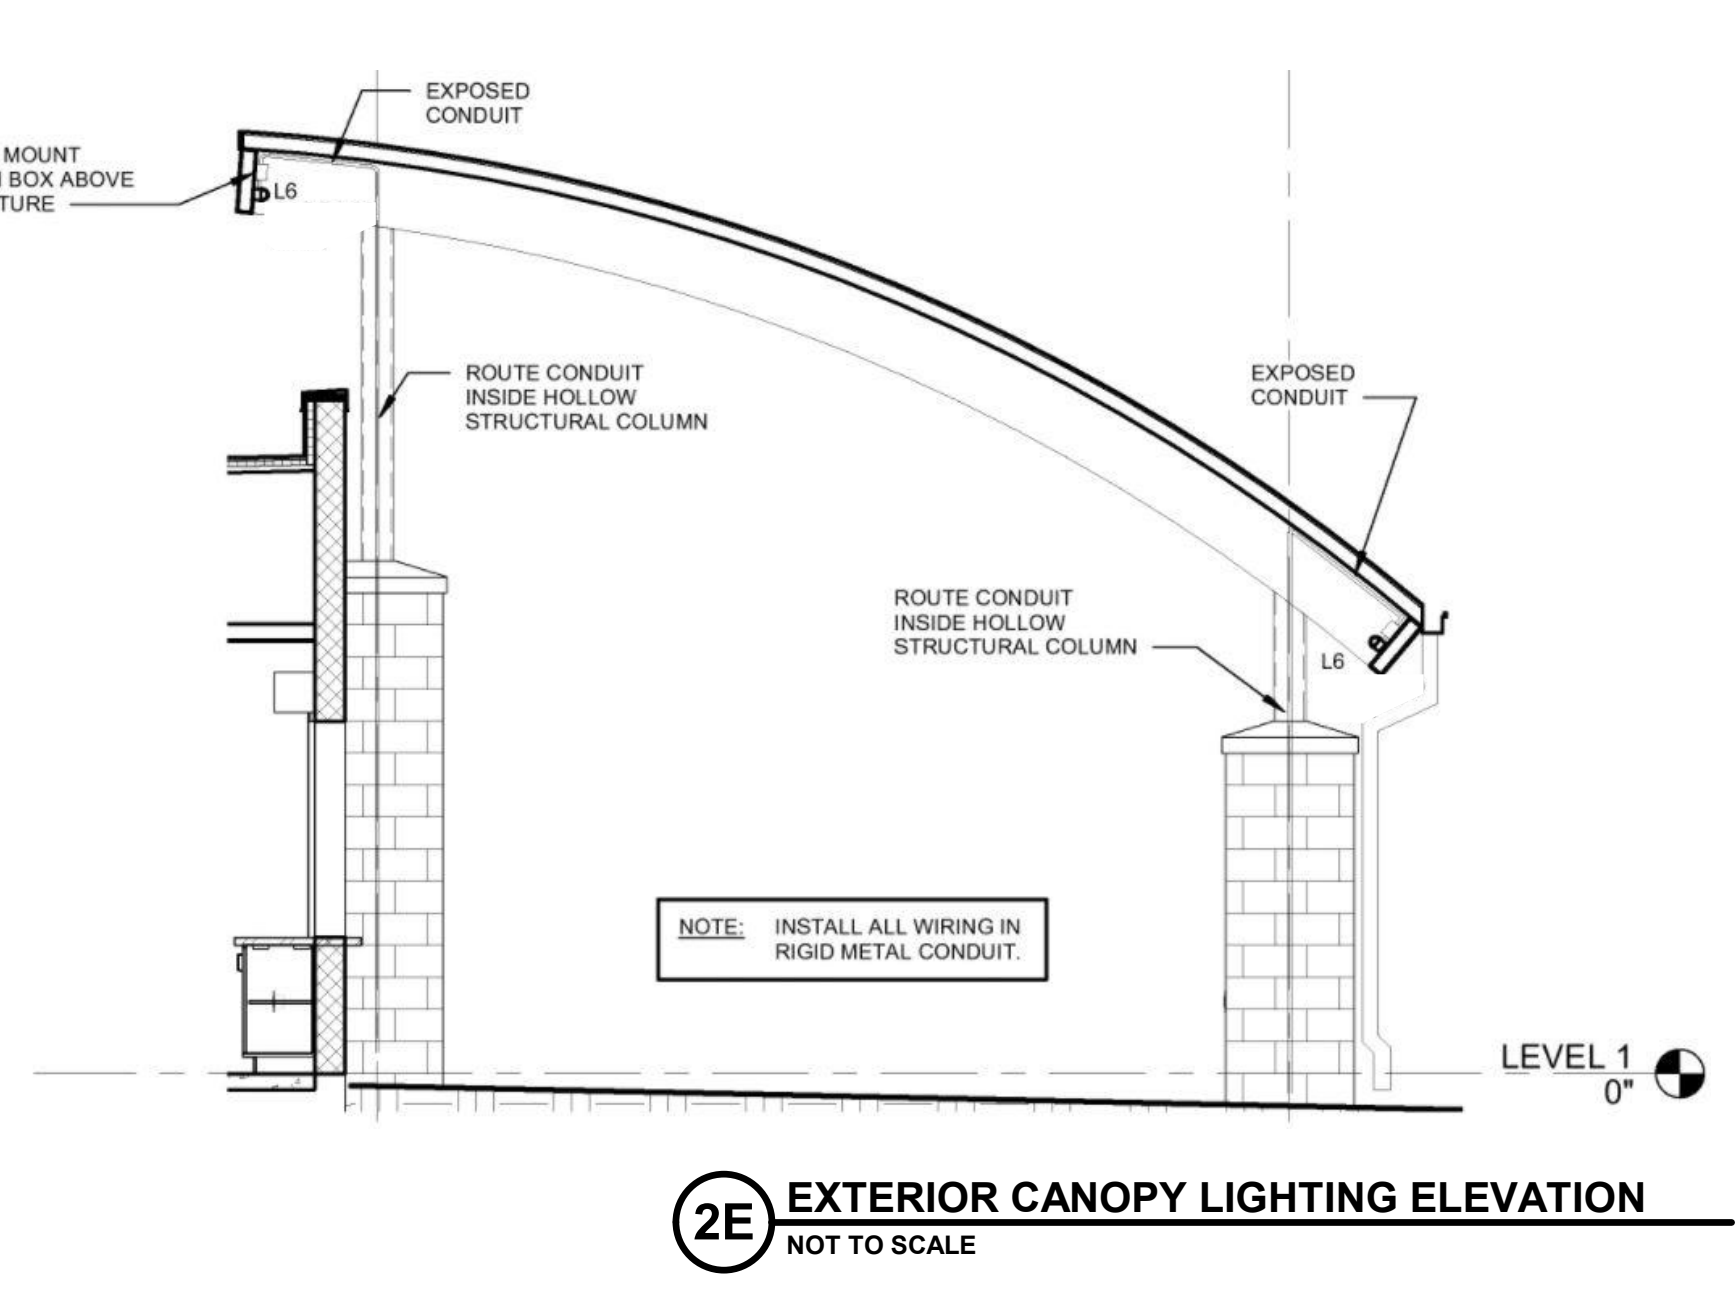 EXPOSED
CONDUIT
MOUNT
BOX ABOVE
TURE
L6
ROUTE CONDUIT
INSIDE HOLLOW
STRUCTURAL COLUMN
EXPOSED
CONDUIT
ROUTE CONDUIT
INSIDE HOLLOW
STRUCTURAL COLUMN
L6
NOTE: INSTALL ALL WIRING IN
RIGID METAL CONDUIT.
LEVEL 1
0"
2E
EXTERIOR CANOPY LIGHTING ELEVATION
NOT TO SCALE